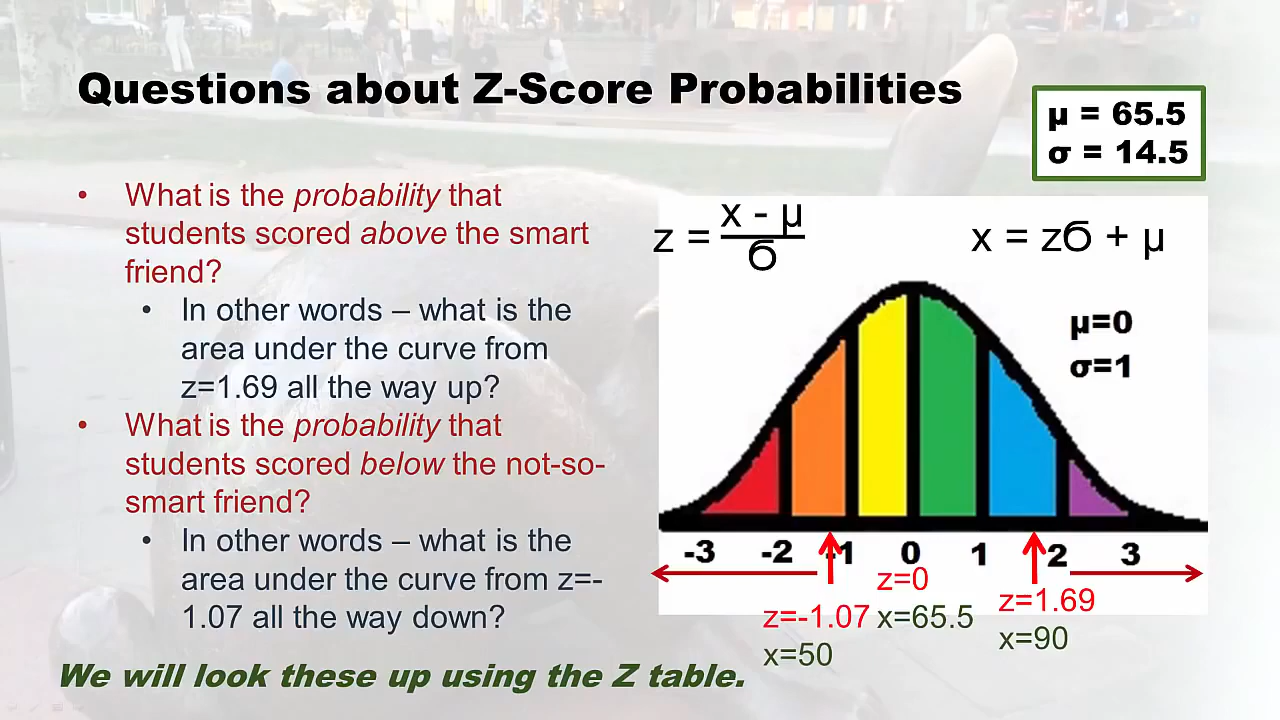 Questions about Z-Score Probabilities
μ = 65.5
σ = 14.5
• What is the probability that
students scored above the smart
friend?
• In other words – what is the
area under the curve from
z=1.69 all the way up?
• What is the probability that
students scored below the not-so-
smart friend?
• In other words – what is the
area under the curve from z=-
1.07 all the way down?
We will look these up using the Z table.
z = x - μ
б
x = zб + μ
μ=0
σ=1
-3 -2 -1 0 1 2 3
z=0
z=-1.07 x=65.5 z=1.69
x=50 x=90